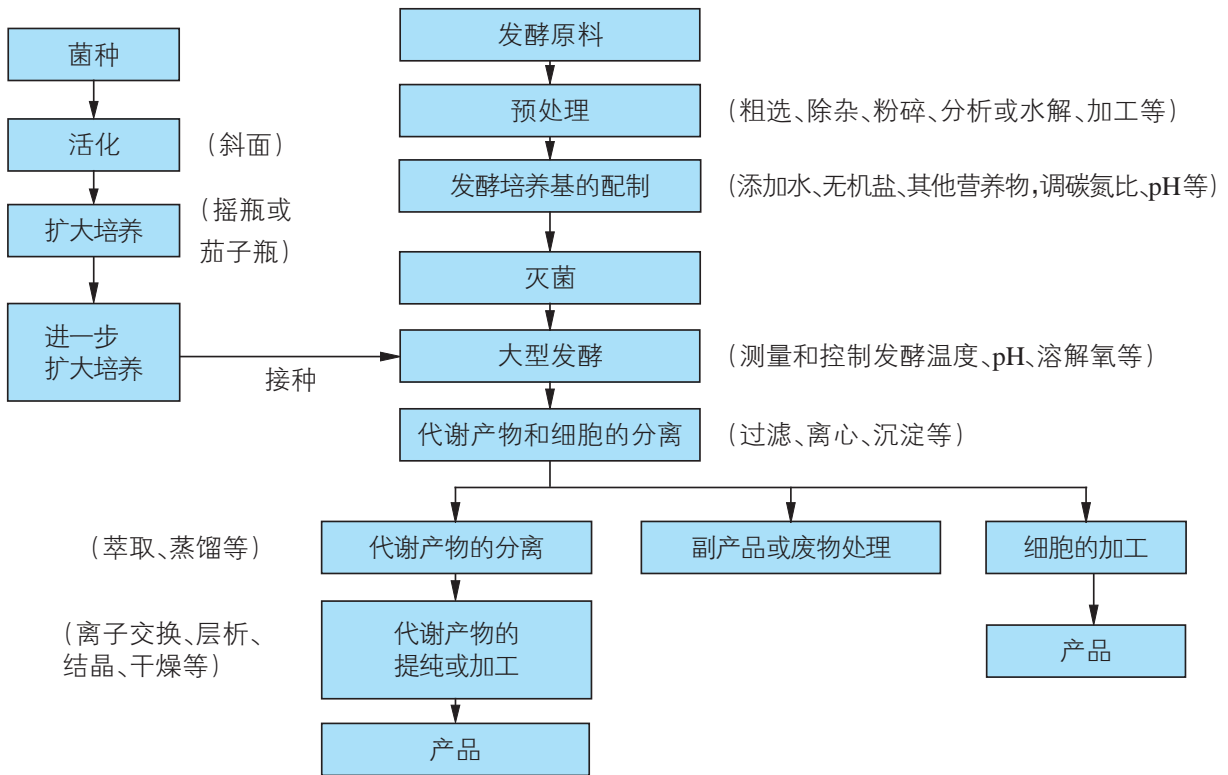 菌种
活化
(斜面)
扩大培养
(摇瓶或
茄子瓶)
进一步
扩大培养
接种
发酵原料
预处理
(粗选、除杂、粉碎、分析或水解、加工等)
发酵培养基的配制
(添加水、无机盐、其他营养物,调碳氮比、pH等)
灭菌
大型发酵
(测量和控制发酵温度、pH、溶解氧等)
代谢产物和细胞的分离
(过滤、离心、沉淀等)
(萃取、蒸馏等)
代谢产物的分离
副产品或废物处理
细胞的加工
(离子交换、层析、
结晶、干燥等)
代谢产物的
提纯或加工
产品
产品